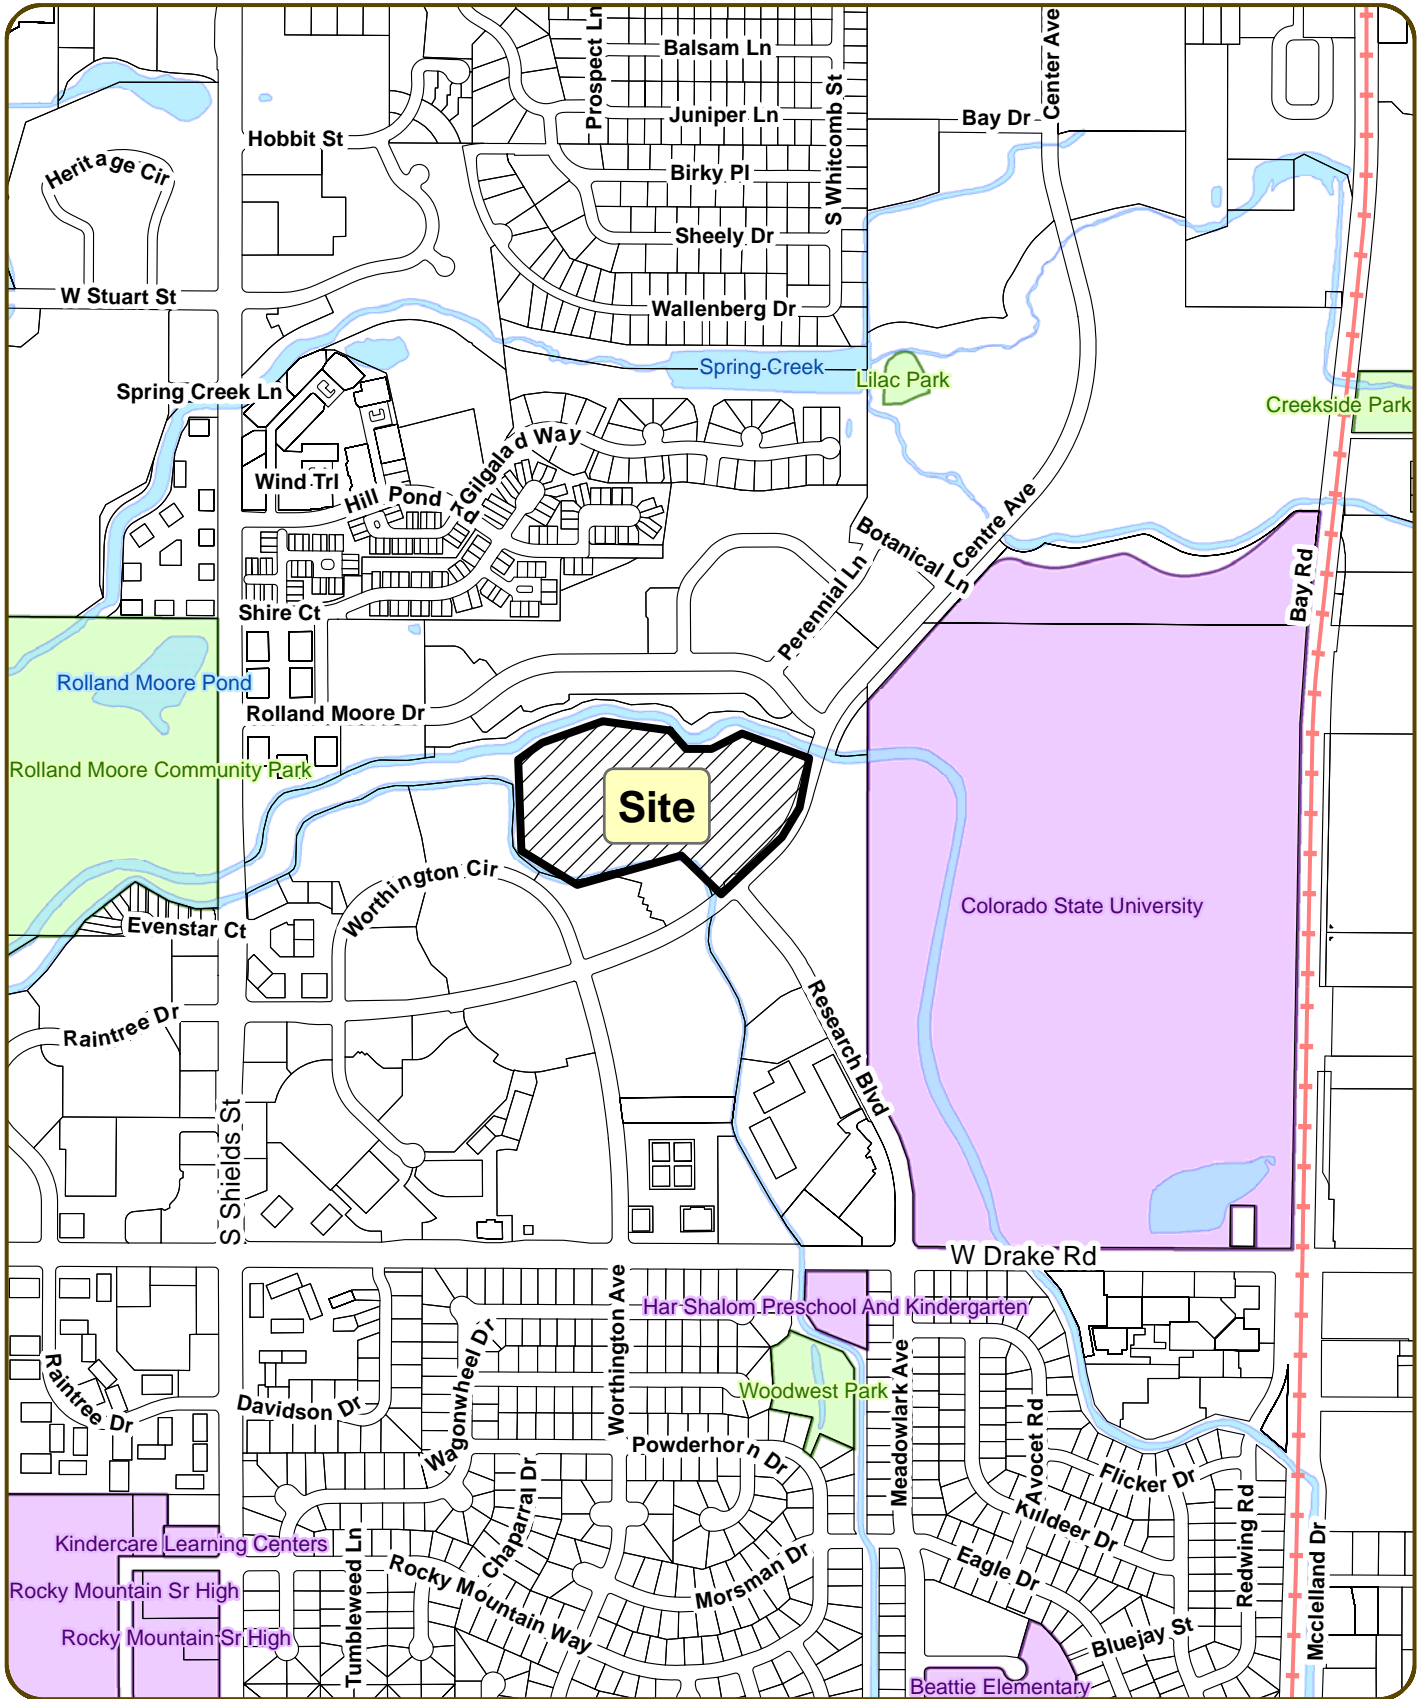 Balsam Ln
Prospect Ln
Center Ave
Juniper Ln
S Whitcomb St
Bay Dr
Hobbit St
Heritage Cir
Birky Pl
Sheely Dr
W Stuart St
Wallenberg Dr
Spring Creek
Lilac Park
Spring Creek Ln
Creekside Park
Gilgalad Way
Wind Trl
Hill Pond Rd
Centre Ave
Botanical Ln
Perennial Ln
Bay Rd
Shire Ct
Rolland Moore Pond
Rolland Moore Dr
Rolland Moore Community Park
Site
Worthington Cir
Colorado State University
Evenstar Ct
Raintree Dr
Research Blvd
S Shields St
W Drake Rd
Har Shalom Preschool And Kindergarten
Worthington Ave
Wagonwheel Dr
Meadowlark Ave
Woodwest Park
Raintree Dr
Davidson Dr
Avocet Rd
Powderhorn Dr
Flicker Dr
Chaparral Dr
Killdeer Dr
Redwing Rd
Kindercare Learning Centers
Tumbleweed Ln
Rocky Mountain Way
Morsman Dr
Eagle Dr
Mcclelland Dr
Rocky Mountain Sr High
Rocky Mountain Sr High
Bluejay St
Beattie Elementary